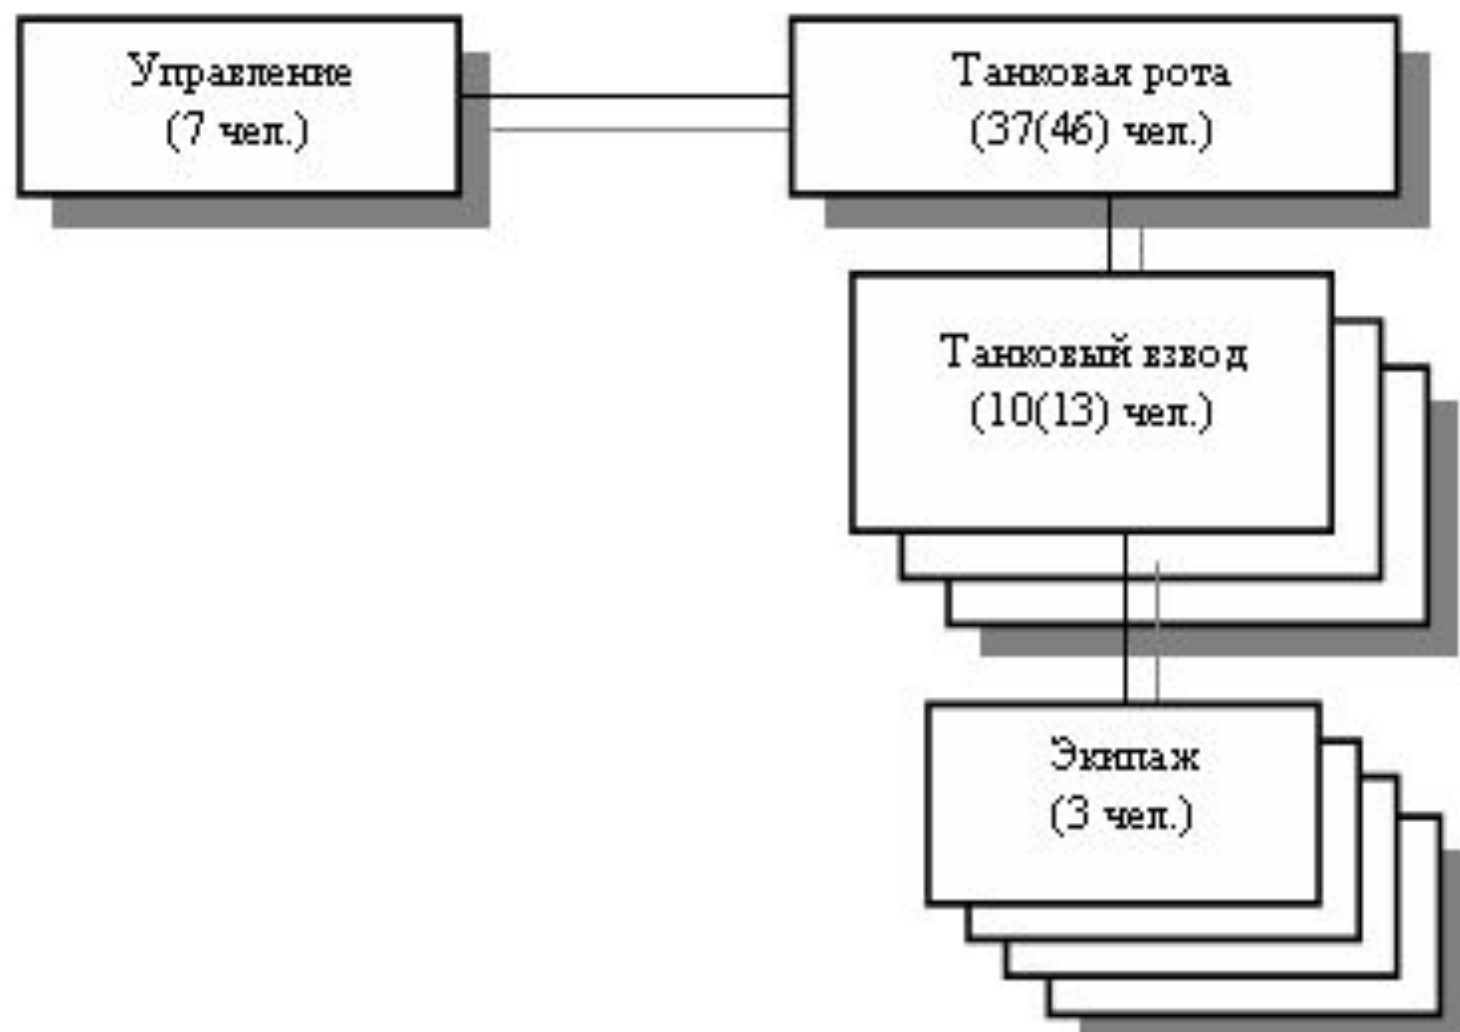 Управление
(7 чел.)
Танковая рота
(37(46) чел.)
Танковый взвод
(10(13) чел.)
Экипаж
(3 чел.)